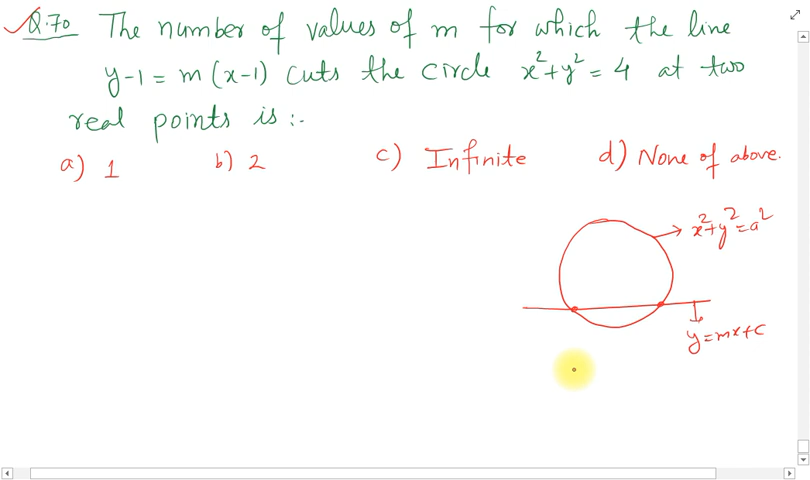 Q.70 The number of values of m for which the line
y-1 = m(x-1) cuts the circle x²+y² = 4 at two
real points is :-
a) 1 b) 2 c) Infinite d) None of above.
x²+y²=a²
y=mx+c